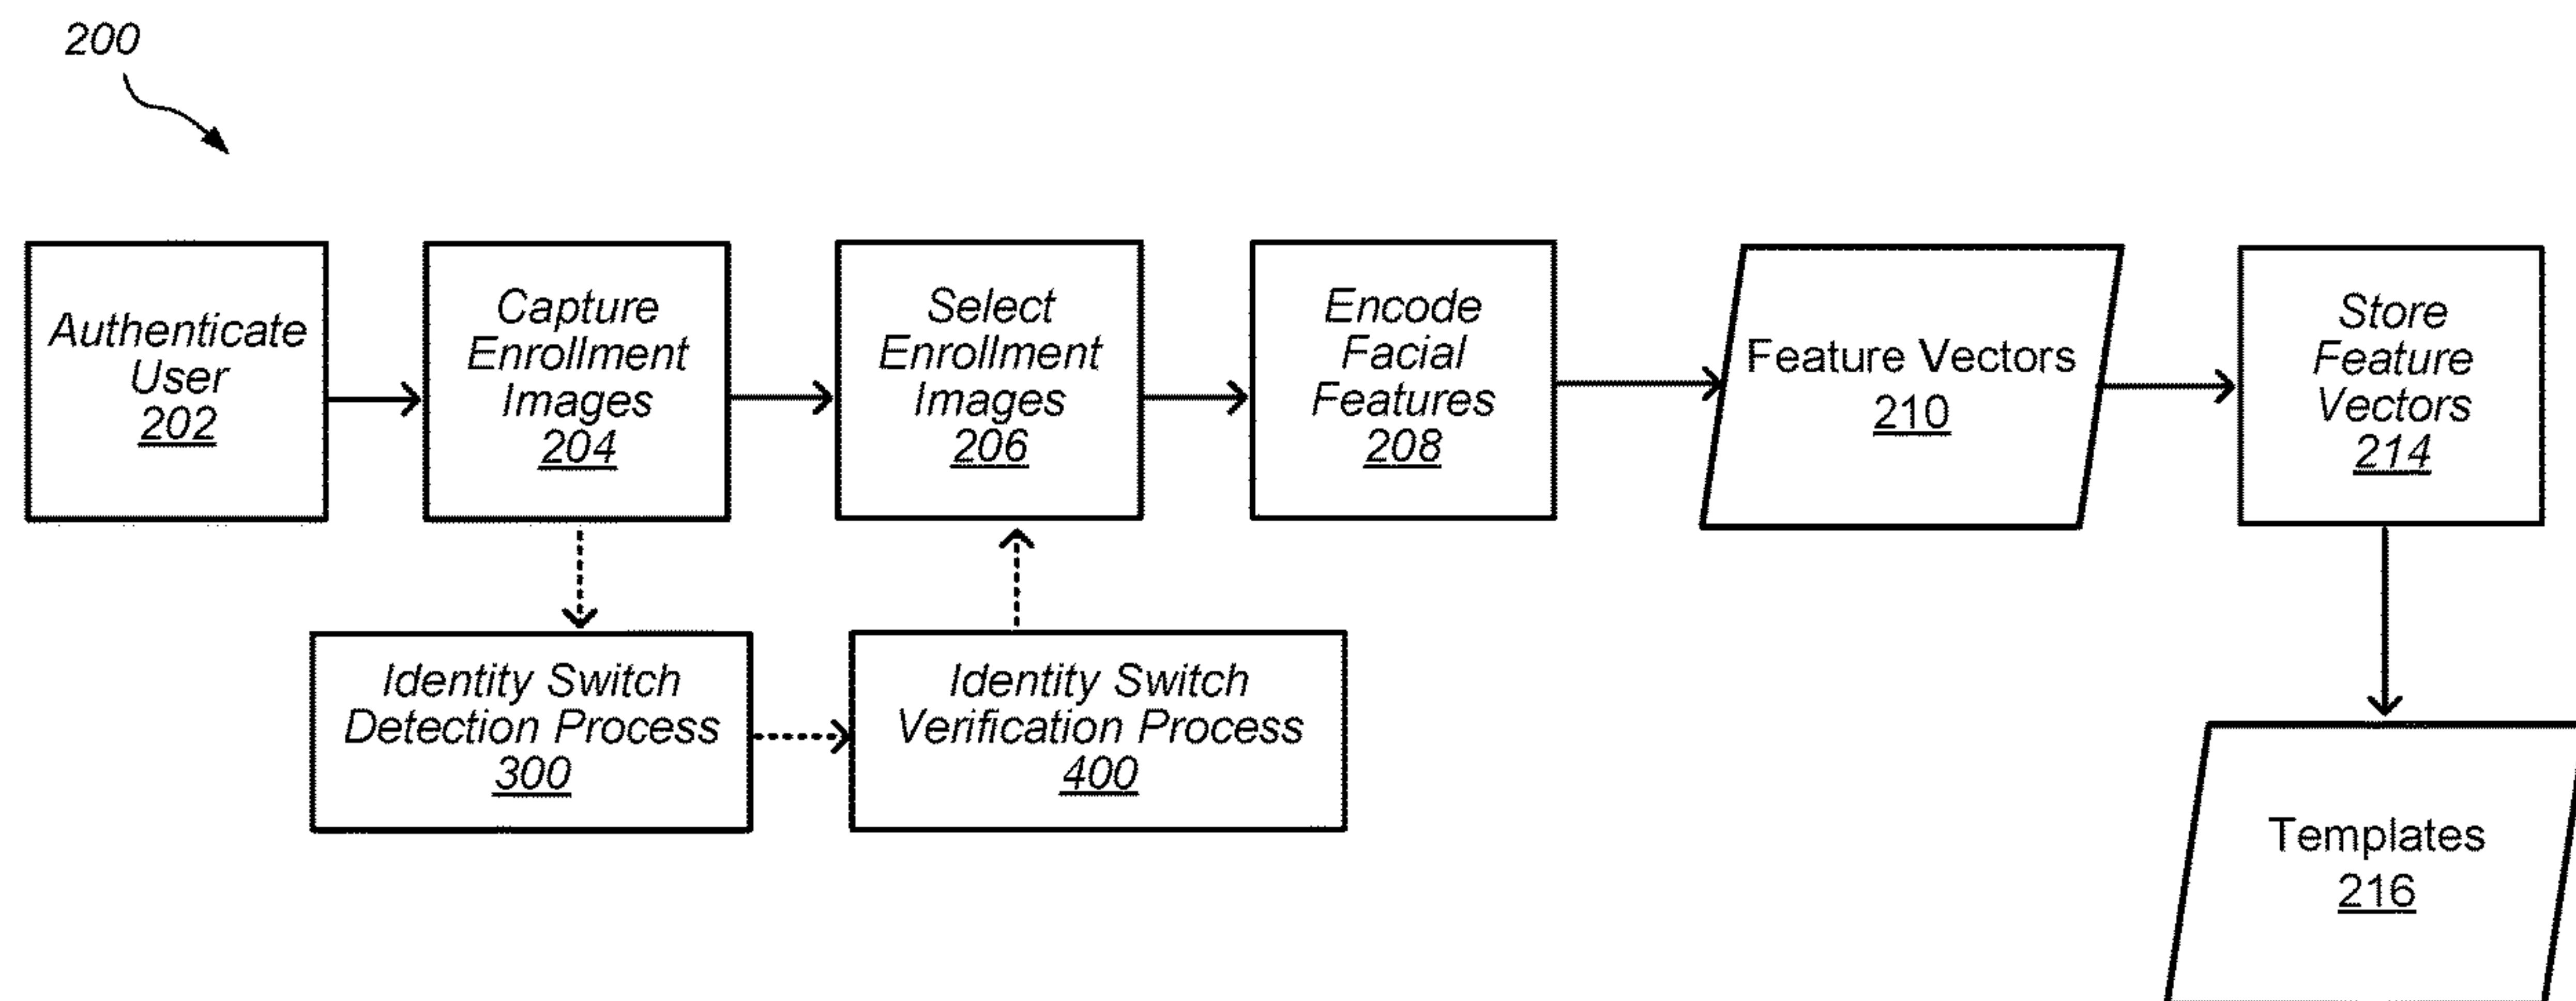 200
Authenticate
User
202
Capture
Enrollment
Images
204
Select
Enrollment
Images
206
Encode
Facial
Features
208
Feature Vectors
210
Store
Feature
Vectors
214
Identity Switch
Detection Process
300
Identity Switch
Verification Process
400
Templates
216